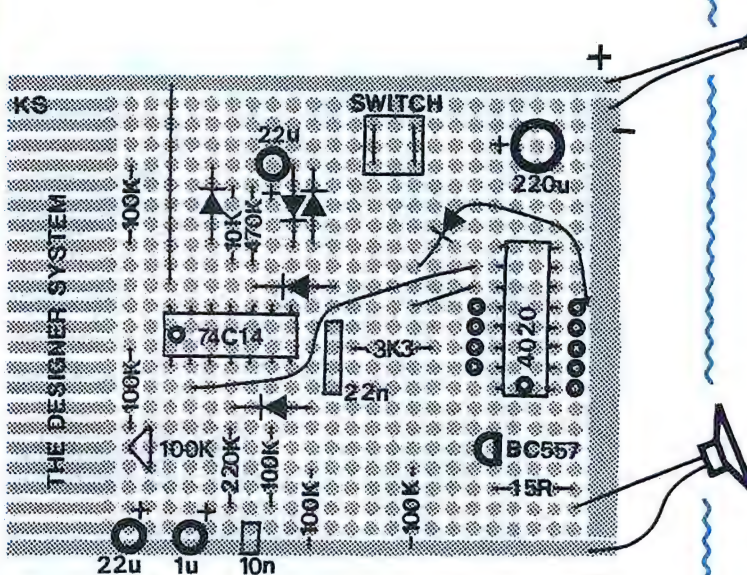 +
KS
SWITCH
−
22u
+
220u
-100K-
-10K-
-470K-
+
THE DESIGNER SYSTEM
74C14
4020
-3K3-
22n
-100K-
100K
-220K-
-100K-
BC557
-15R-
-100K-
-100K-
+
+
22u
1u
10n